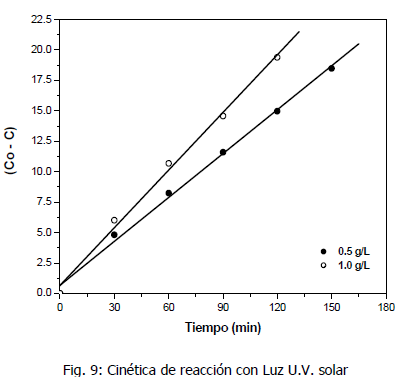 22.5
20.0
17.5
15.0
12.5
10.0
7.5
5.0
2.5
0.0
(Co - C)
0.5 g/L
1.0 g/L
0 30 60 90 120 150 180
Tiempo (min)
Fig. 9: Cinética de reacción con Luz U.V. solar